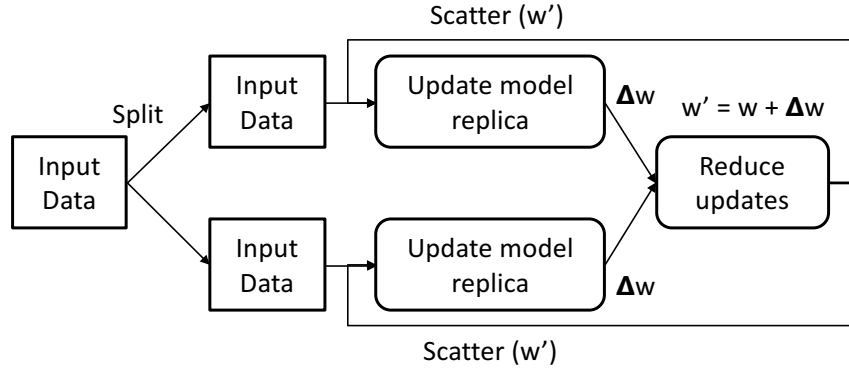 Scatter (w’)
Split
Input
Data
Input
Data
Update model
replica
Δw
w’ = w + Δw
Reduce
updates
Input
Data
Update model
replica
Δw
Scatter (w’)